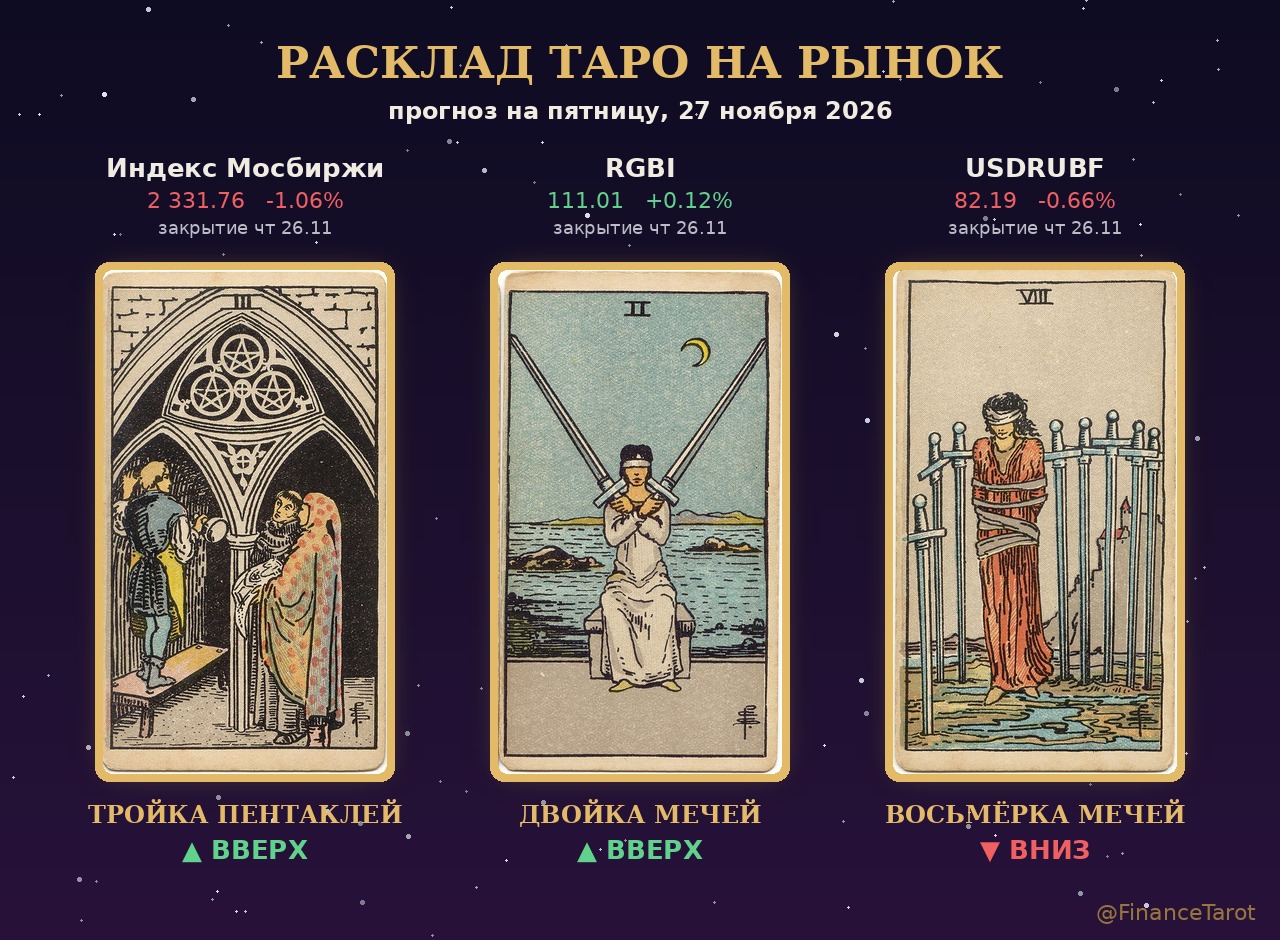 РАСКЛАД ТАРО НА РЫНОК
прогноз на пятницу, 27 ноября 2026
Индекс Мосбиржи
2 331.76 -1.06%
закрытие чт 26.11
RGBI
111.01 +0.12%
закрытие чт 26.11
USDRUBF
82.19 -0.66%
закрытие чт 26.11
III
II
VIII
ТРОЙКА ПЕНТАКЛЕЙ
▲ ВВЕРХ
ДВОЙКА МЕЧЕЙ
▲ ВВЕРХ
ВОСЬМЁРКА МЕЧЕЙ
▼ ВНИЗ
@FinanceTarot